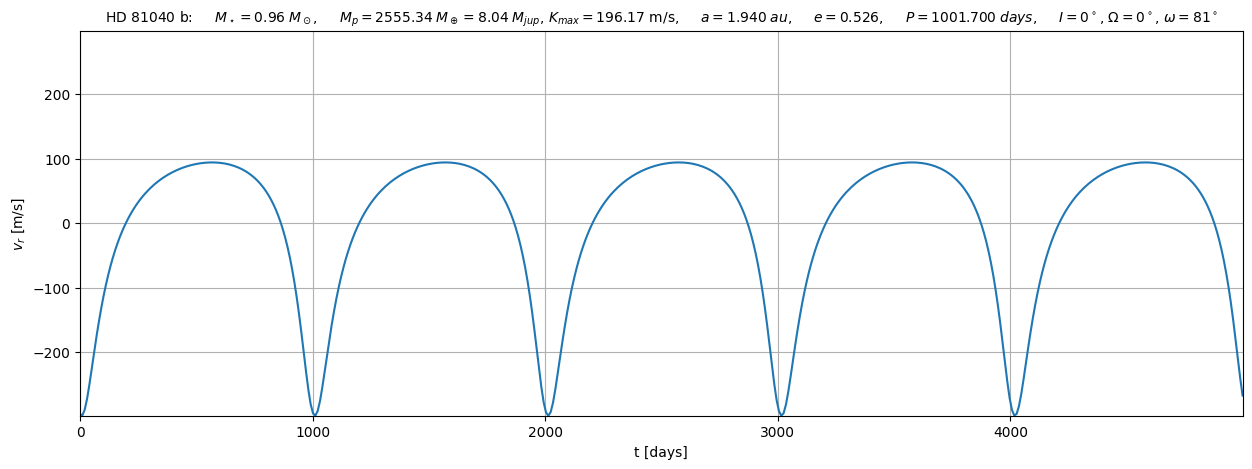 HD 81040 b: M⋆ = 0.96 M⊙, Mp = 2555.34 M⊕ = 8.04 Mjup, Kmax = 196.17 m/s, a = 1.940 au, e = 0.526, P = 1001.700 days, I = 0°, Ω = 0°, ω = 81°
200
100
0
−100
−200
vr [m/s]
0 1000 2000 3000 4000
t [days]